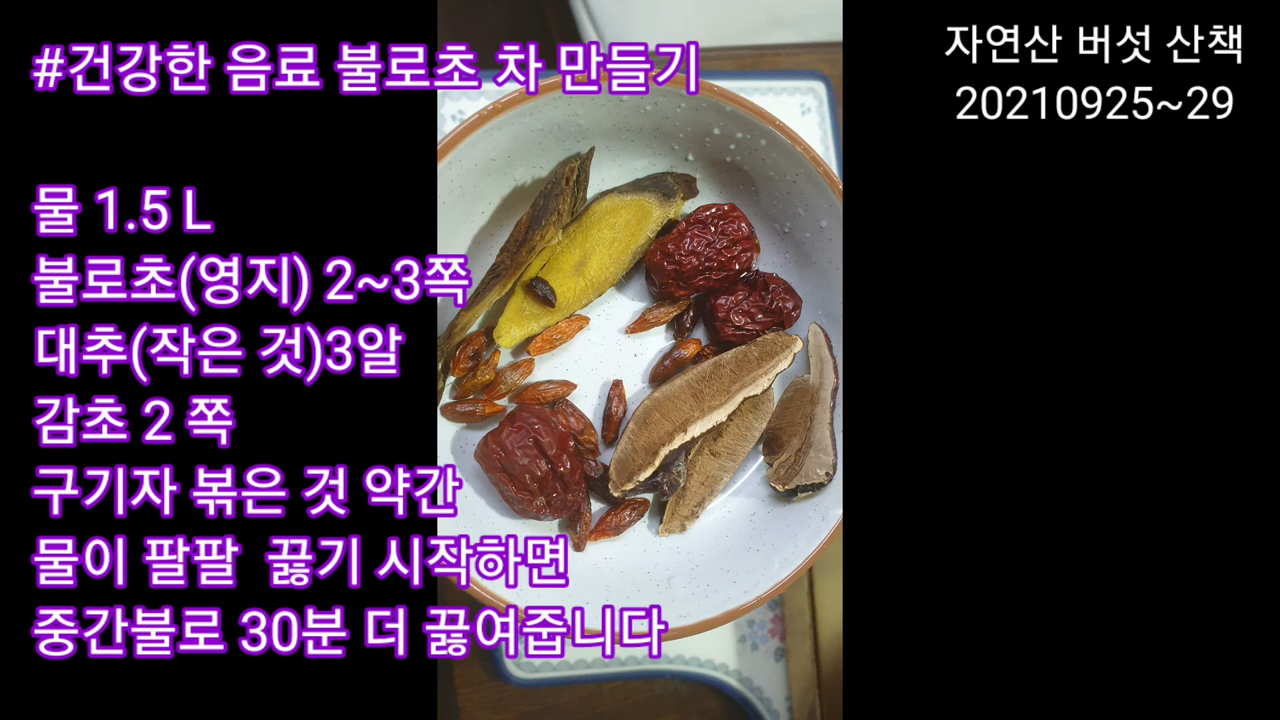 #건강한 음료 불로초 차 만들기
자연산 버섯 산책
20210925~29
물 1.5 L
불로초(영지) 2~3쪽
대추(작은 것)3알
감초 2 쪽
구기자 볶은 것 약간
물이 팔팔  끓기 시작하면
중간불로 30분 더 끓여줍니다